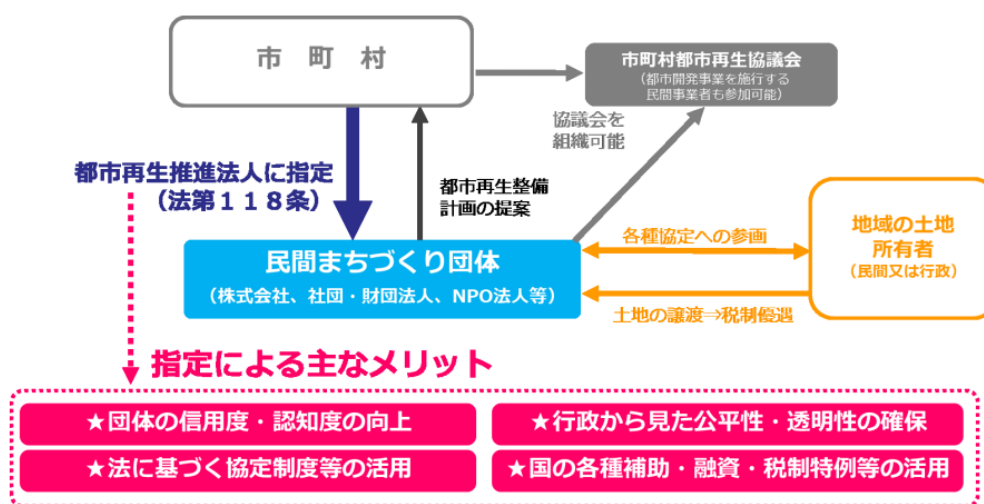 市 町 村
市町村都市再生協議会
（都市開発事業を施行する
民間事業者も参加可能）
協議会を
組織可能
都市再生推進法人に指定
（法第１１８条）
都市再生整備
計画の提案
地域の土地
所有者
（民間又は行政）
各種協定への参画
民間まちづくり団体
（株式会社、社団・財団法人、NPO法人等）
土地の譲渡⇒税制優遇
指定による主なメリット
★団体の信用度・認知度の向上
★行政から見た公平性・透明性の確保
★法に基づく協定制度等の活用
★国の各種補助・融資・税制特例等の活用